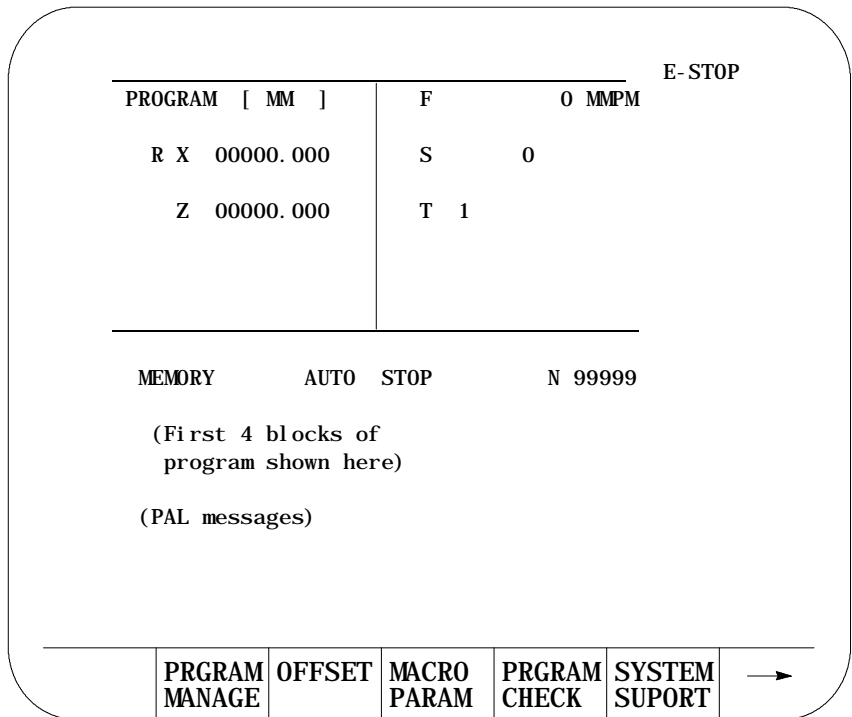 E-STOP
PROGRAM [ MM ] F 0 MMPM
R X 00000.000 S 0
Z 00000.000 T 1
MEMORY AUTO STOP N 99999
(First 4 blocks of
program shown here)
(PAL messages)
PRGRAM OFFSET MACRO PRGRAM SYSTEM
MANAGE PARAM CHECK SUPORT